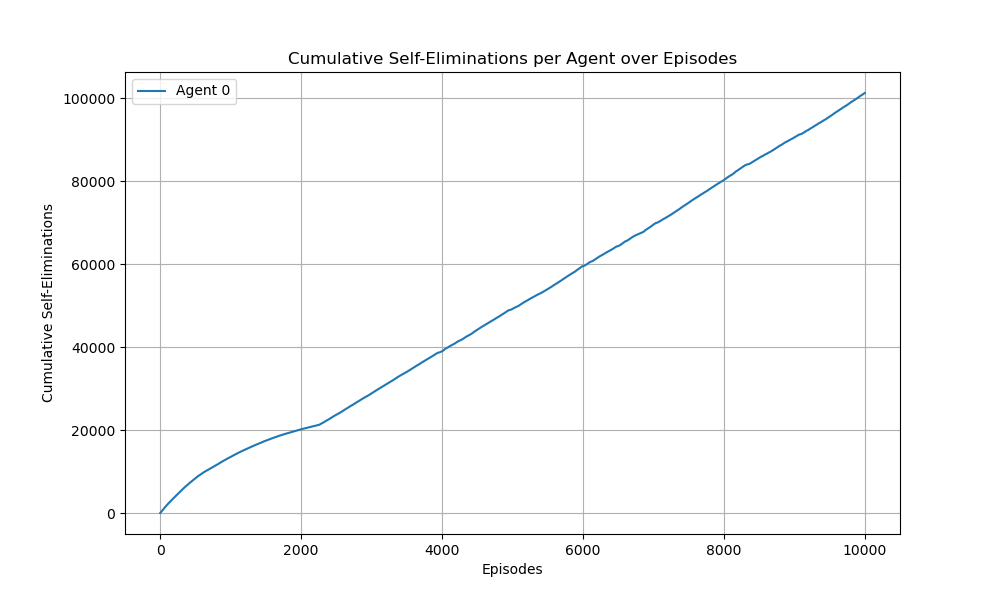 Cumulative Self-Eliminations per Agent over Episodes
Agent 0
100000
80000
60000
40000
20000
0
Cumulative Self-Eliminations
0 2000 4000 6000 8000 10000
Episodes